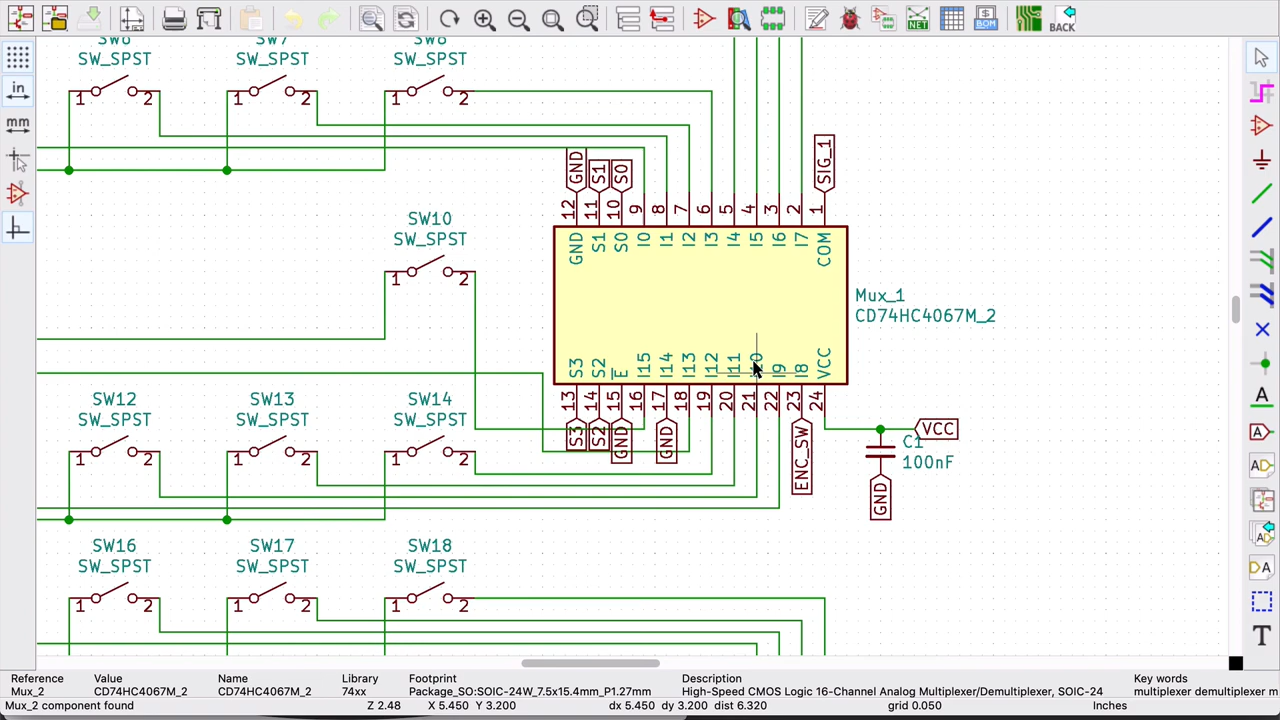 NET
BOM
BACK
in
mm
A
A
AD
DA
T
SW6 SW7 SW8
SW_SPST SW_SPST SW_SPST
1 2 1 2 1 2
SW10
SW_SPST
1 2
SW12 SW13 SW14
SW_SPST SW_SPST SW_SPST
1 2 1 2 1 2
SW16 SW17 SW18
SW_SPST SW_SPST SW_SPST
1 2 1 2 1 2
GND S1 S0 SIG_1
12 11 10 9 8 7 6 5 4 3 2 1
GND S1 S0 I0 I1 I2 I3 I4 I5 I6 I7 COM
Mux_1
CD74HC4067M_2
S3 S2 E I15 I14 I13 I12 I11 I9 I8 VCC
13 14 15 16 17 18 19 20 21 22 23 24
S3 S2 GND GND ENC_SW
VCC
C1
100nF
GND
Reference Value Name Library Footprint Description Key words
Mux_2 CD74HC4067M_2 CD74HC4067M_2 74xx Package_SO:SOIC-24W_7.5x15.4mm_P1.27mm High-Speed CMOS Logic 16-Channel Analog Multiplexer/Demultiplexer, SOIC-24 multiplexer demultiplexer m
Mux_2 component found Z 2.48 X 5.450 Y 3.200 dx 5.450 dy 3.200 dist 6.320 grid 0.050 Inches